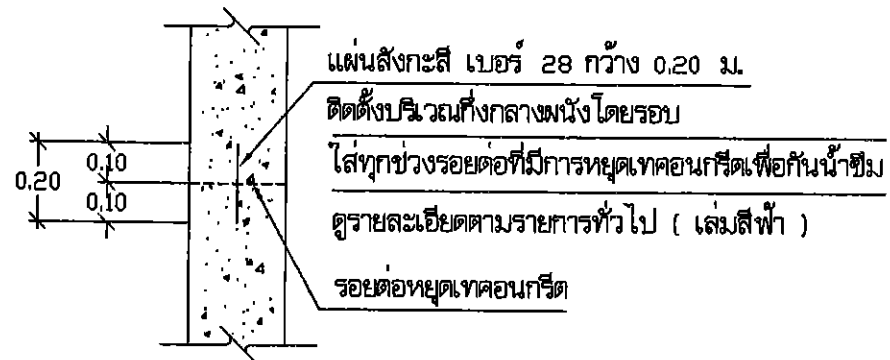 แผ่นสังกะสี เบอร์ 28 กว้าง 0.20 ม.
ติดตั้งบริเวณกึ่งกลางผนังโดยรอบ
ใส่ทุกช่วงรอยต่อที่มีการหยุดเทคอนกรีตเพื่อกันน้ำซึม
ดูรายละเอียดตามรายการทั่วไป ( เล่มสีฟ้า )
รอยต่อหยุดเทคอนกรีต
0.20
0.10
0.10